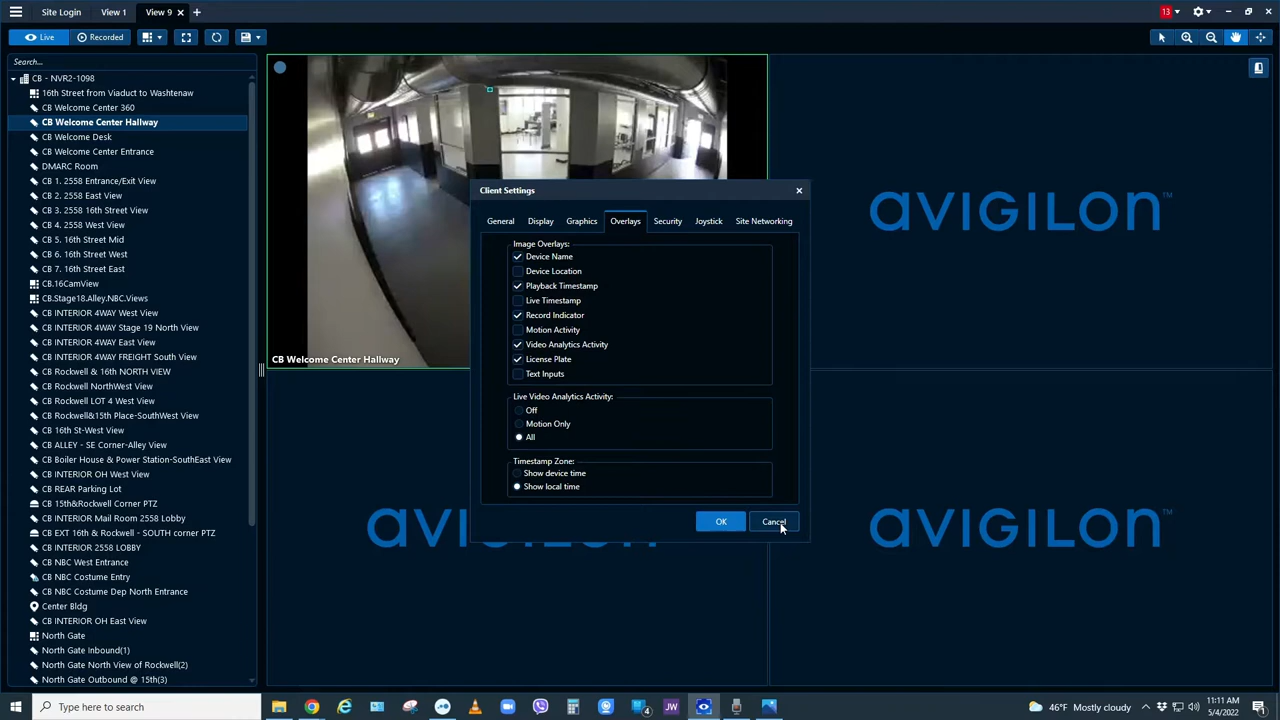 Site Login
View 1
View 9
13
Live
Recorded
Search...
CB - NVR2-1098
16th Street from Viaduct to Washtenaw
CB Welcome Center 360
CB Welcome Center Hallway
CB Welcome Desk
CB Welcome Center Entrance
DMARC Room
CB 1. 2558 Entrance/Exit View
CB 2. 2558 East View
CB 3. 2558 16th Street View
CB 4. 2558 West View
CB 5. 16th Street Mid
CB 6. 16th Street West
CB 7. 16th Street East
CB.16CamView
CB.Stage18.Alley.NBC.Views
CB INTERIOR 4WAY West View
CB INTERIOR 4WAY Stage 19 North View
CB INTERIOR 4WAY East View
CB INTERIOR 4WAY FREIGHT South View
CB Rockwell & 16th NORTH VIEW
CB Rockwell NorthWest View
CB Rockwell LOT 4 West View
CB Rockwell&15th Place-SouthWest View
CB 16th St-West View
CB ALLEY - SE Corner-Alley View
CB Boiler House & Power Station-SouthEast View
CB INTERIOR OH West View
CB REAR Parking Lot
CB 15th&Rockwell Corner PTZ
CB INTERIOR Mail Room 2558 Lobby
CB EXT 16th & Rockwell - SOUTH corner PTZ
CB INTERIOR 2558 LOBBY
CB NBC West Entrance
CB NBC Costume Entry
CB NBC Costume Dep North Entrance
Center Bldg
CB INTERIOR OH East View
North Gate
North Gate Inbound(1)
North Gate North View of Rockwell(2)
North Gate Outbound @ 15th(3)
CB Welcome Center Hallway
AVIGILON™
Client Settings
General
Display
Graphics
Overlays
Security
Joystick
Site Networking
Image Overlays:
Device Name
Device Location
Playback Timestamp
Live Timestamp
Record Indicator
Motion Activity
Video Analytics Activity
License Plate
Text Inputs
Live Video Analytics Activity:
Off
Motion Only
All
Timestamp Zone:
Show device time
Show local time
OK
Cancel
AVIGILON™
Type here to search
JW
46°F Mostly cloudy
11:11 AM
5/4/2022